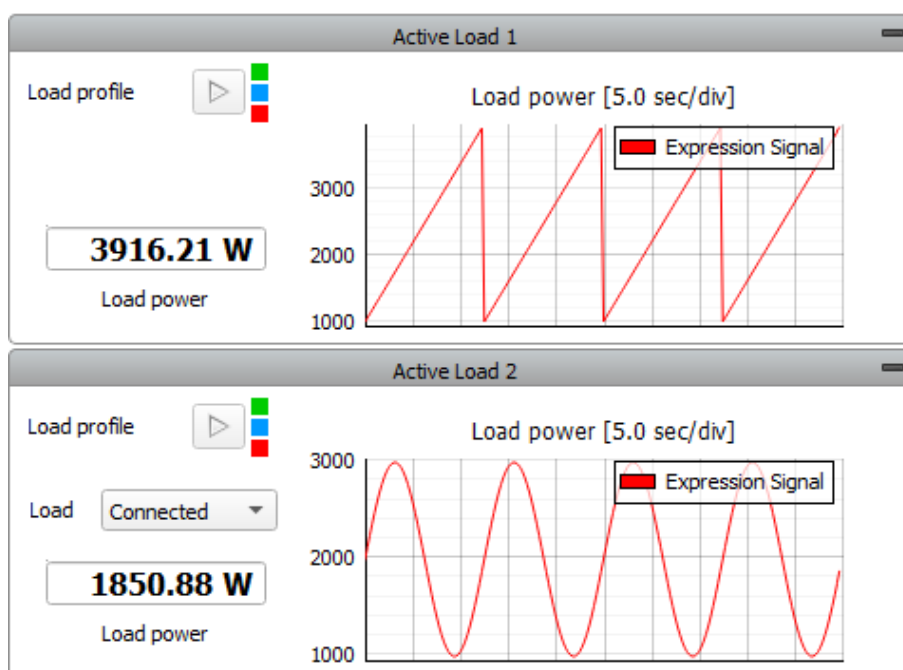 Active Load 1
Load profile
Load power [5.0 sec/div]
Expression Signal
3000
2000
1000
3916.21 W
Load power
Active Load 2
Load profile
Load power [5.0 sec/div]
Expression Signal
3000
2000
1000
Load Connected
1850.88 W
Load power